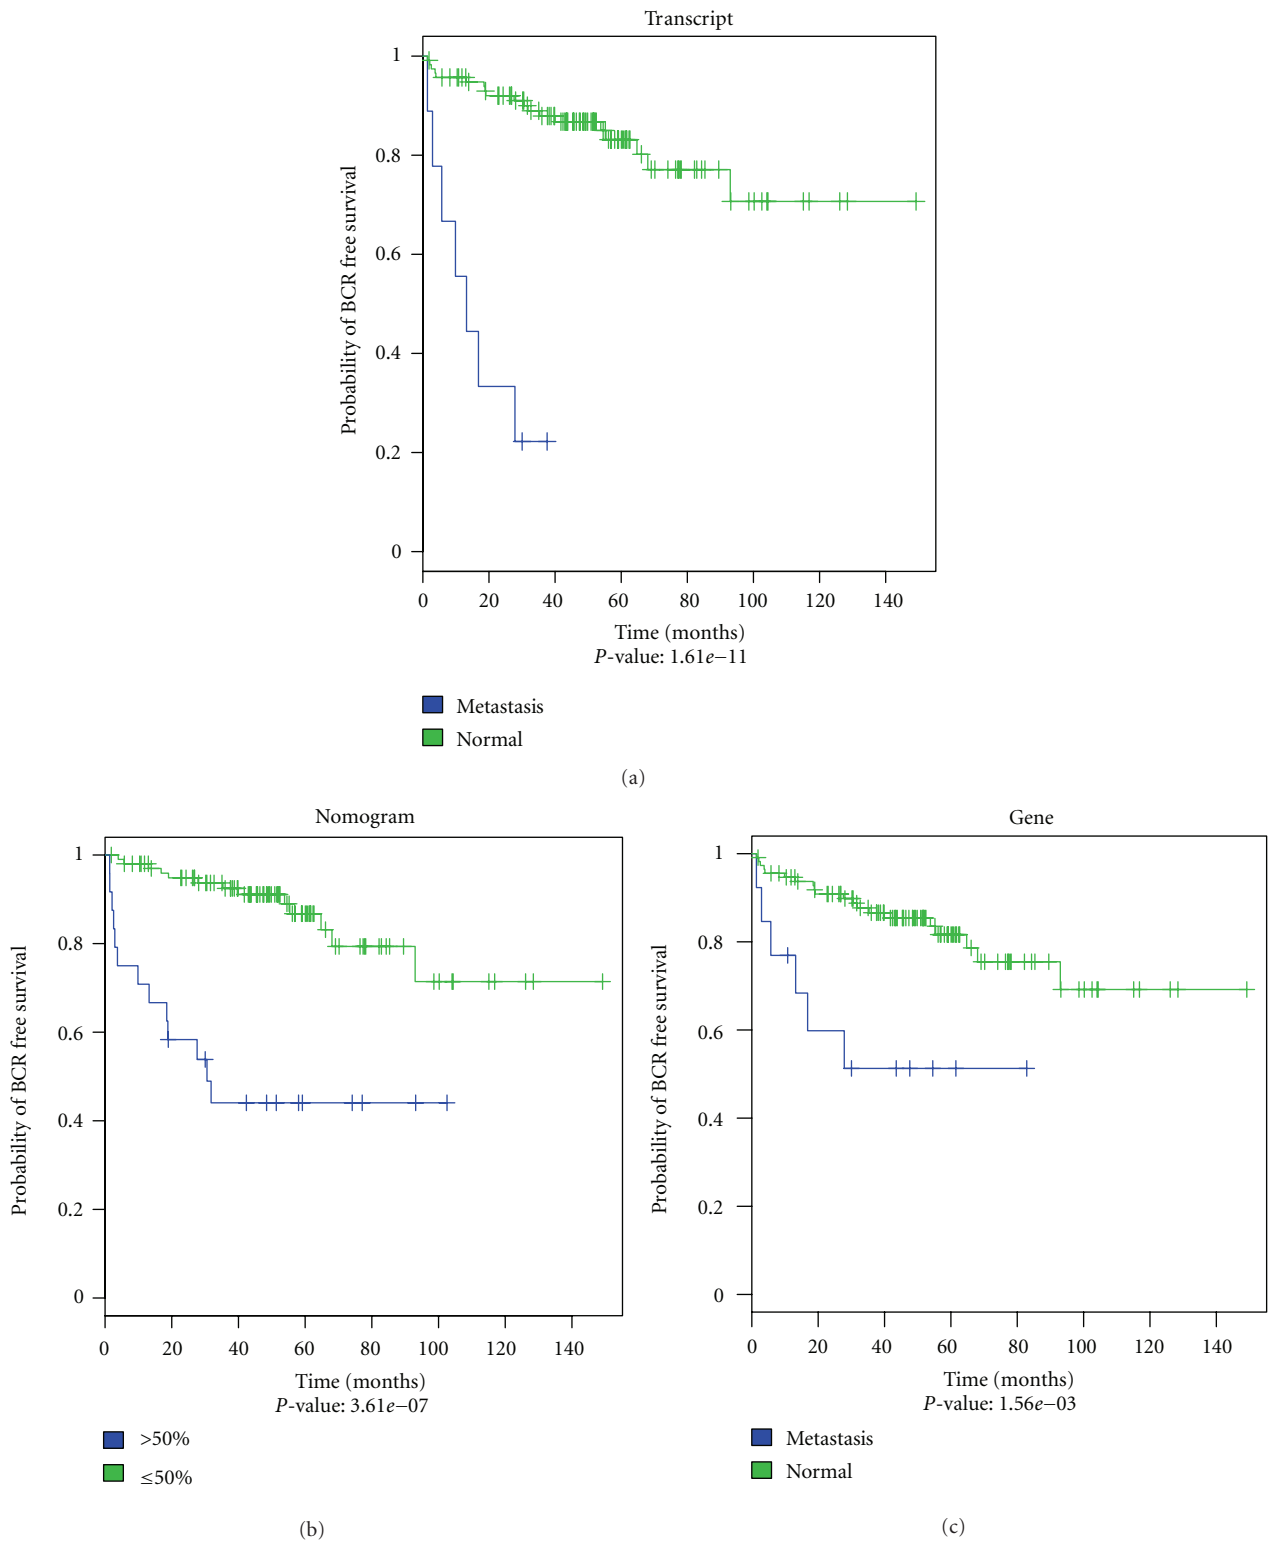 Transcript
1
0.8
0.6
0.4
0.2
0
Probability of BCR free survival
0 20 40 60 80 100 120 140
Time (months)
P-value: 1.61e−11
Metastasis
Normal
(a)
Nomogram
1
0.8
0.6
0.4
0.2
0
Probability of BCR free survival
0 20 40 60 80 100 120 140
Time (months)
P-value: 3.61e−07
>50%
≤50%
(b)
Gene
1
0.8
0.6
0.4
0.2
0
Probability of BCR free survival
0 20 40 60 80 100 120 140
Time (months)
P-value: 1.56e−03
Metastasis
Normal
(c)